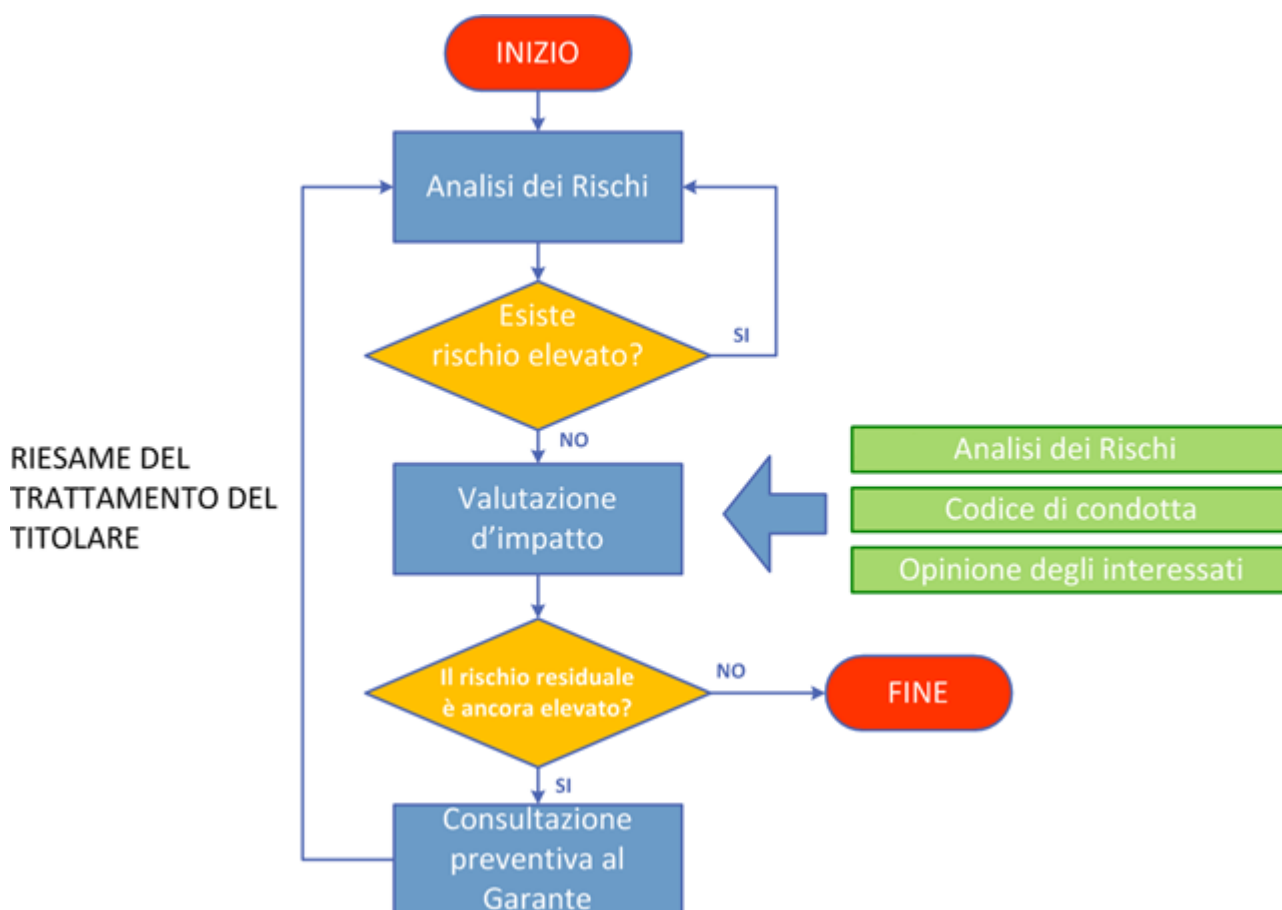 INIZIO
Analisi dei Rischi
Esiste
rischio elevato?
SI
NO
RIESAME DEL
TRATTAMENTO DEL
TITOLARE
Valutazione
d’impatto
Analisi dei Rischi
Codice di condotta
Opinione degli interessati
Il rischio residuale
è ancora elevato?
NO
FINE
SI
Consultazione
preventiva al
Garante